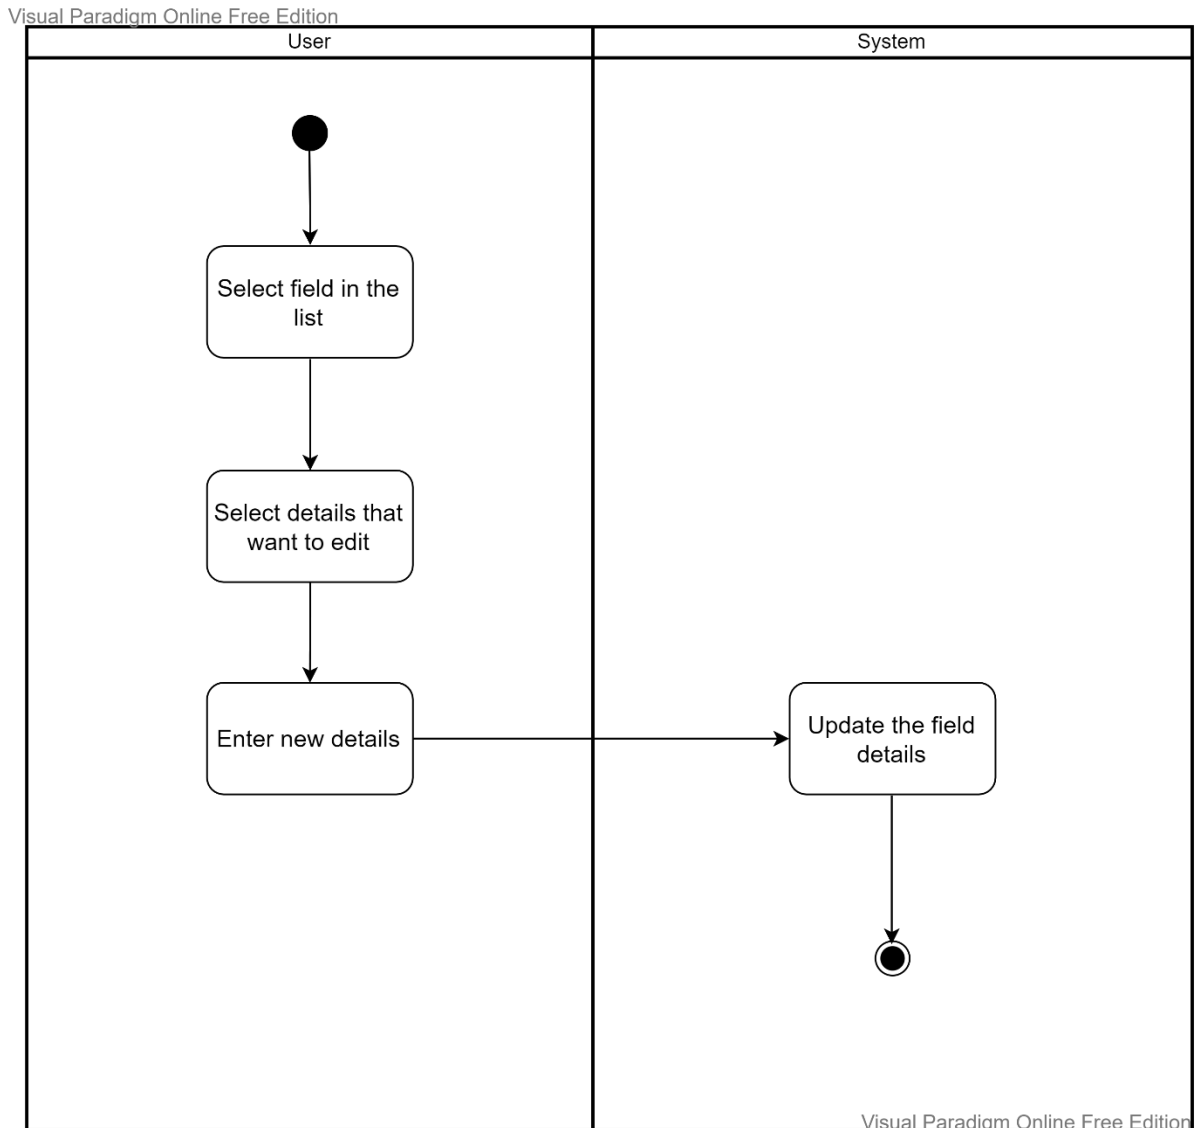 Visual Paradigm Online Free Edition
User
System
Select field in the
list
Select details that
want to edit
Enter new details
Update the field
details
Visual Paradigm Online Free Edition